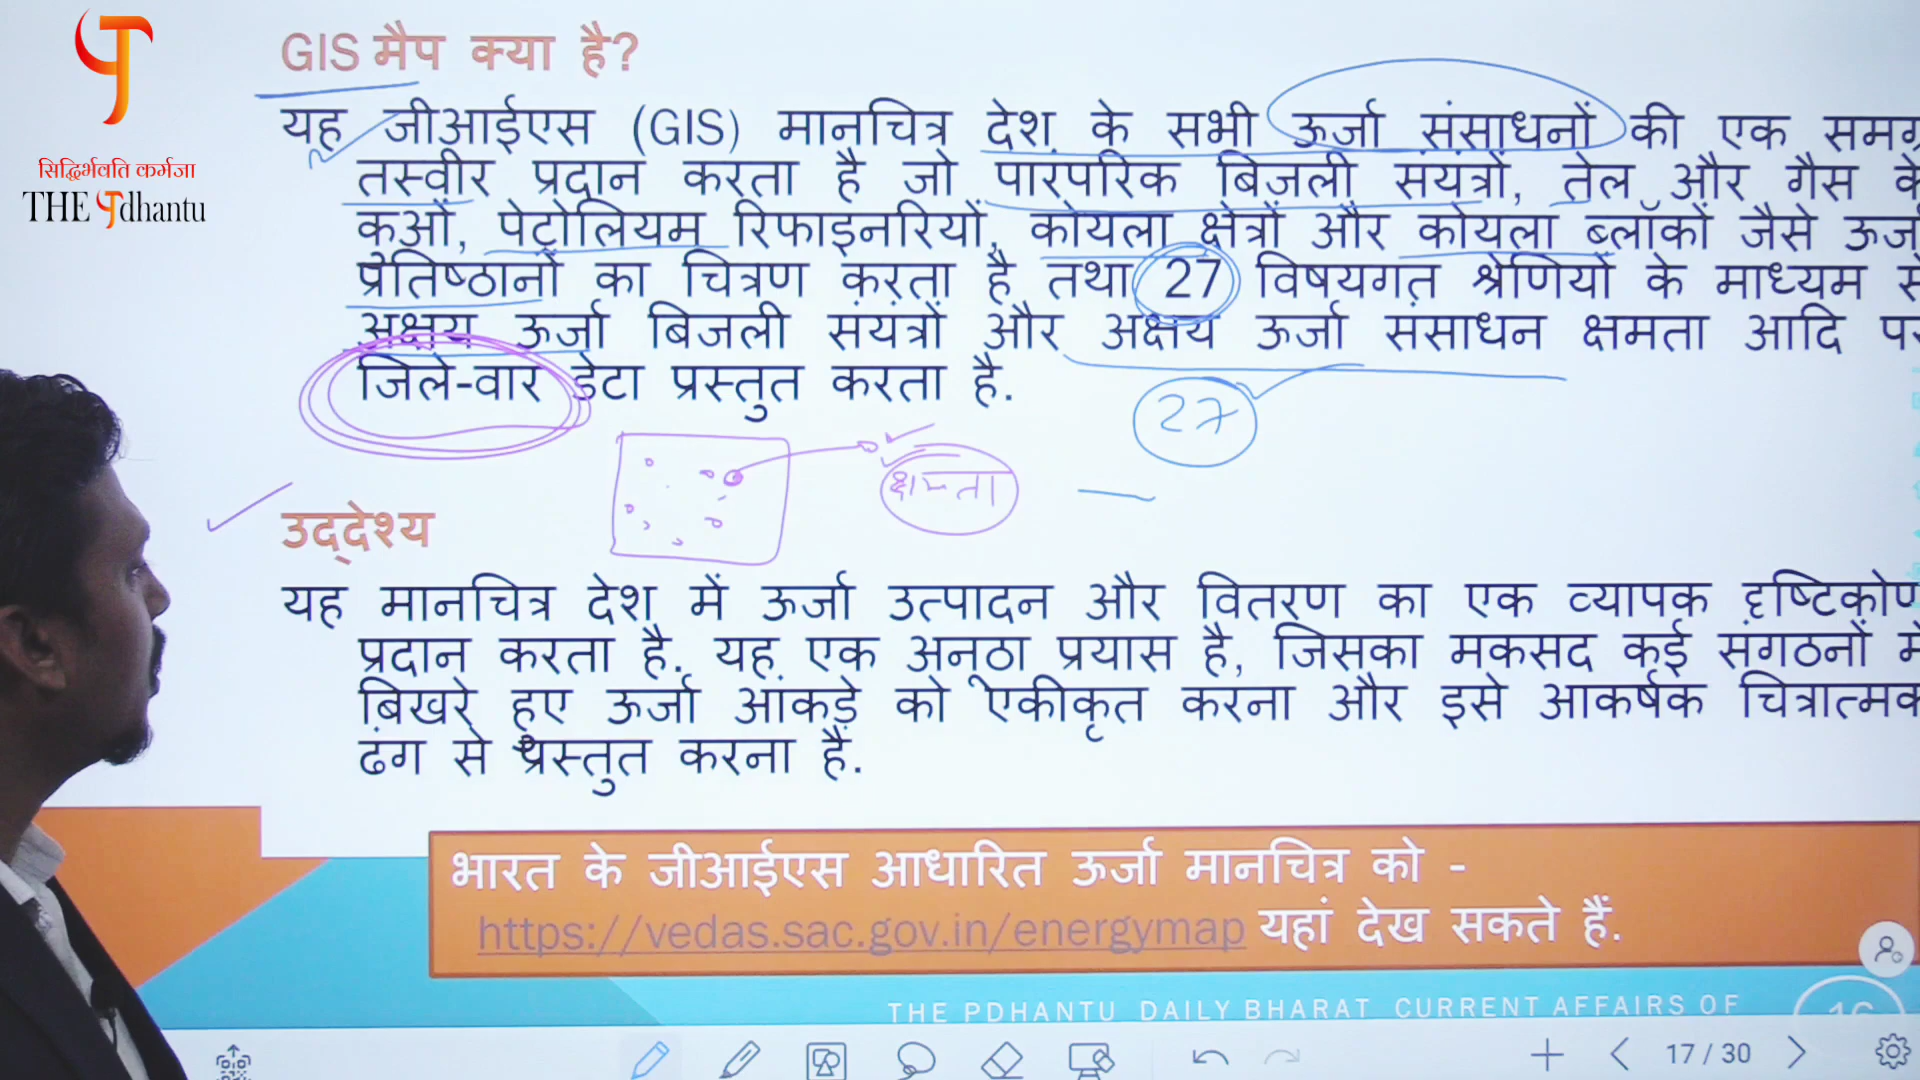 GIS मैप क्या है?
यह जीआईएस (GIS) मानचित्र देश के सभी ऊर्जा संसाधनों की एक समग्र
तस्वीर प्रदान करता है जो पारंपरिक बिजली संयंत्रों, तेल और गैस के
कुओं, पेट्रोलियम रिफाइनरियों, कोयला क्षेत्रों और कोयला ब्लॉकों जैसे ऊर्जा
प्रतिष्ठानों का चित्रण करता है तथा 27 विषयगत श्रेणियों के माध्यम से
अक्षय ऊर्जा बिजली संयंत्रों और अक्षय ऊर्जा संसाधन क्षमता आदि पर
जिले-वार डेटा प्रस्तुत करता है.
27
क्षमता
उद्देश्य
यह मानचित्र देश में ऊर्जा उत्पादन और वितरण का एक व्यापक दृष्टिकोण
प्रदान करता है. यह एक अनूठा प्रयास है, जिसका मकसद कई संगठनों में
बिखरे हुए ऊर्जा आंकड़े को एकीकृत करना और इसे आकर्षक चित्रात्मक
ढंग से प्रस्तुत करना है.
भारत के जीआईएस आधारित ऊर्जा मानचित्र को -
https://vedas.sac.gov.in/energymap यहां देख सकते हैं.
THE PDHANTU DAILY BHARAT CURRENT AFFAIRS OF
17 / 30
सिद्धिर्भवति कर्मजा
THE Pdhantu